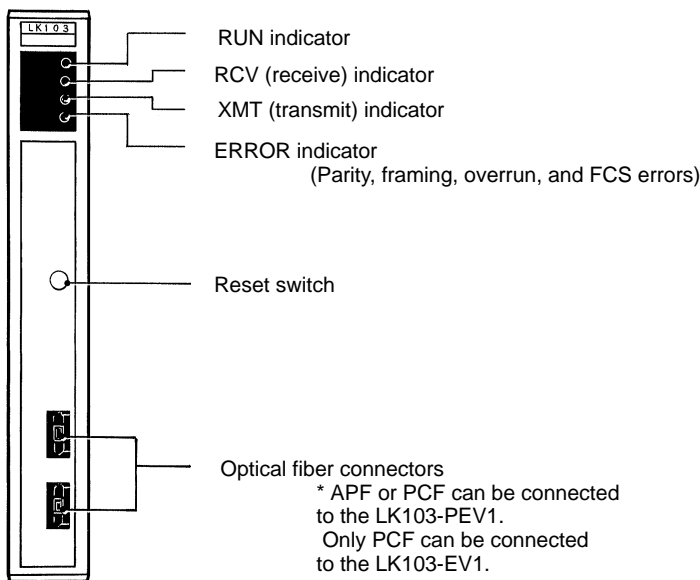 LK103
RUN indicator
RCV (receive) indicator
XMT (transmit) indicator
ERROR indicator
(Parity, framing, overrun, and FCS errors)
Reset switch
Optical fiber connectors
* APF or PCF can be connected
to the LK103-PEV1.
Only PCF can be connected
to the LK103-EV1.